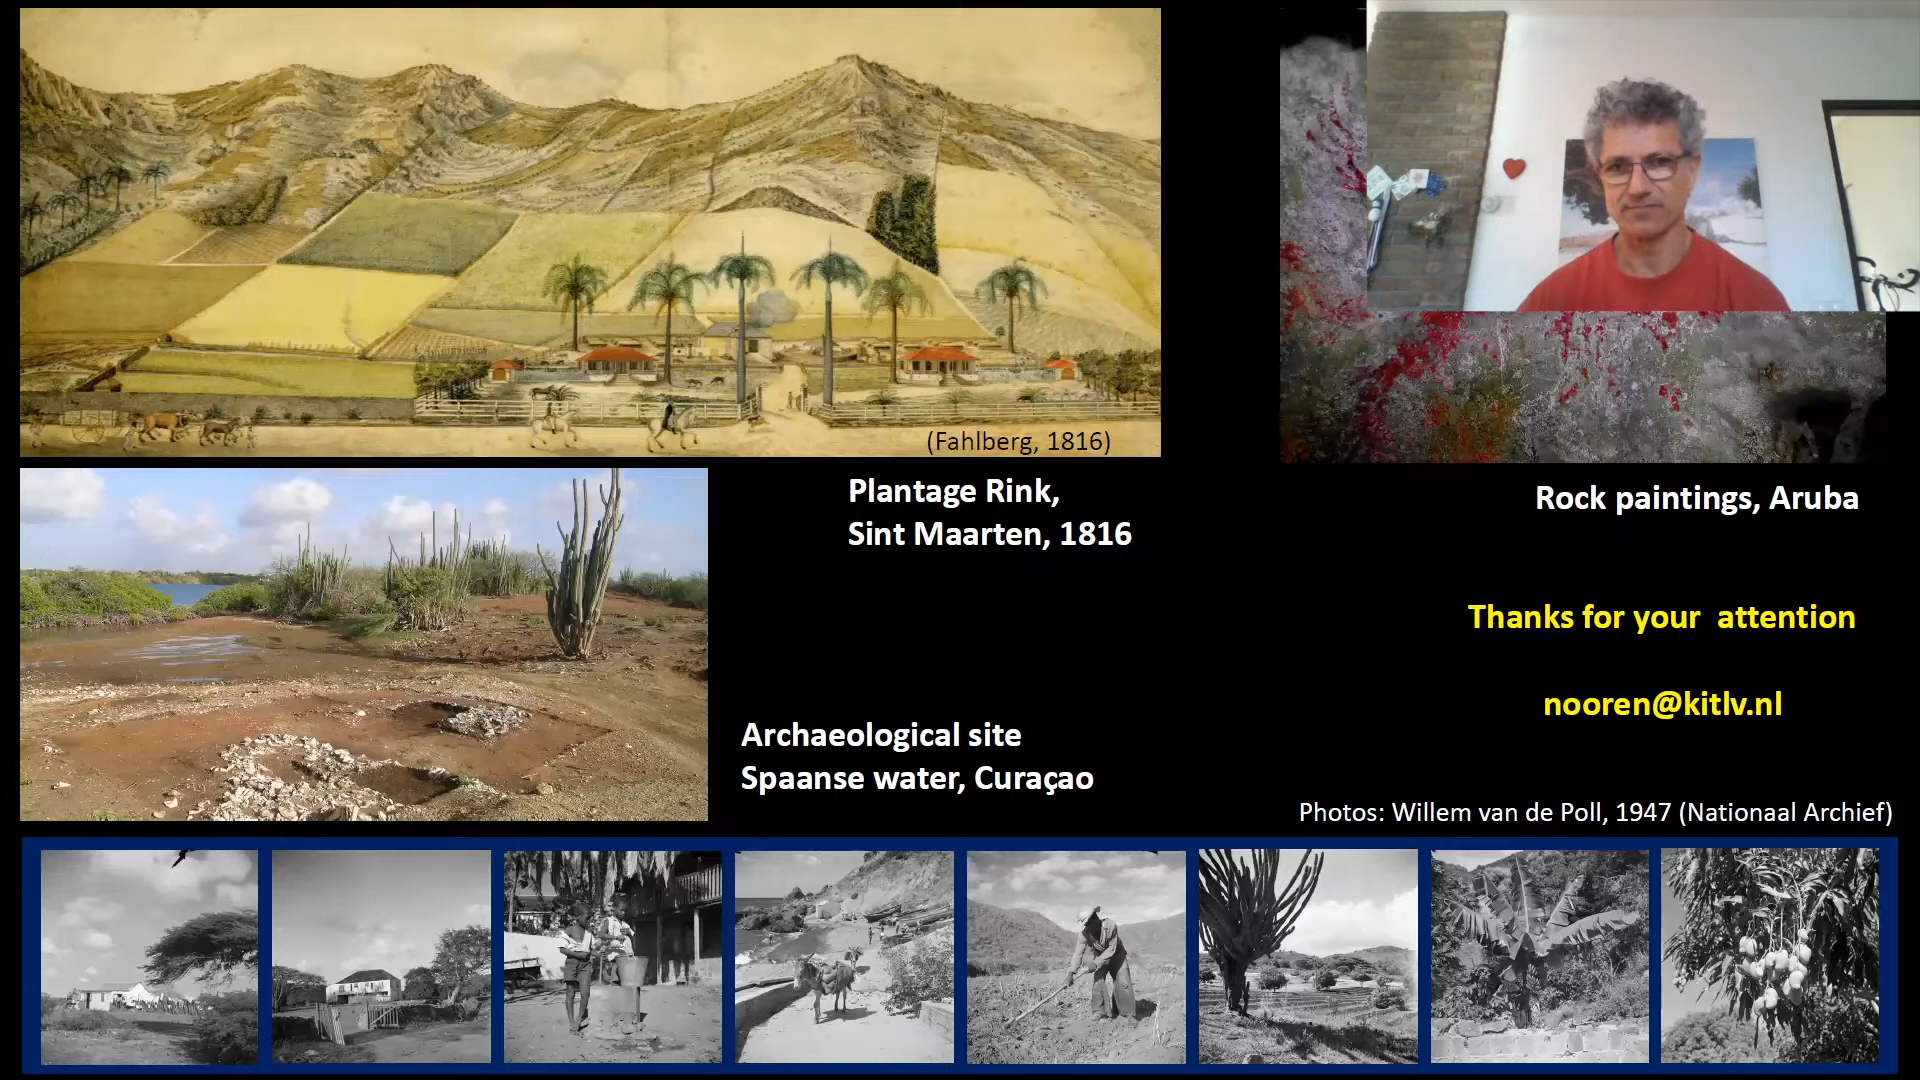 (Fahlberg, 1816)
Plantage Rink,
Sint Maarten, 1816
Rock paintings, Aruba
Thanks for your  attention
nooren@kitlv.nl
Archaeological site
Spaanse water, Curaçao
Photos: Willem van de Poll, 1947 (Nationaal Archief)